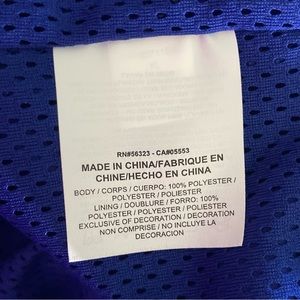 RN#56323 - CA#05553
MADE IN CHINA/FABRIQUE EN
CHINE/HECHO EN CHINA
BODY / CORPS / CUERPO: 100% POLYESTER /
POLYESTER / POLIESTER
LINING / DOUBLURE / FORRO: 100%
POLYESTER / POLYESTER / POLIESTER
EXCLUSIVE OF DECORATION / DECORATION
NON COMPRISE / NO INCLUYE LA
DECORACION